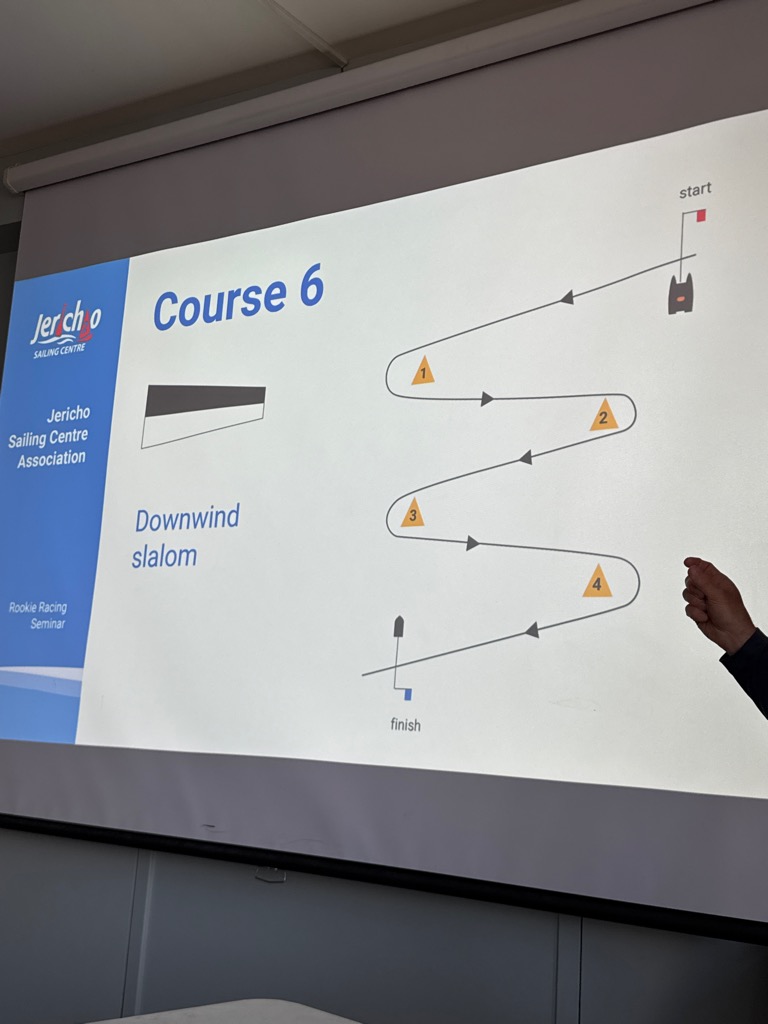 start
Course 6
Jericho
SAILING CENTRE
1
2
Jericho
Sailing Centre
Association
Downwind
slalom
3
4
Rookie Racing
Seminar
finish